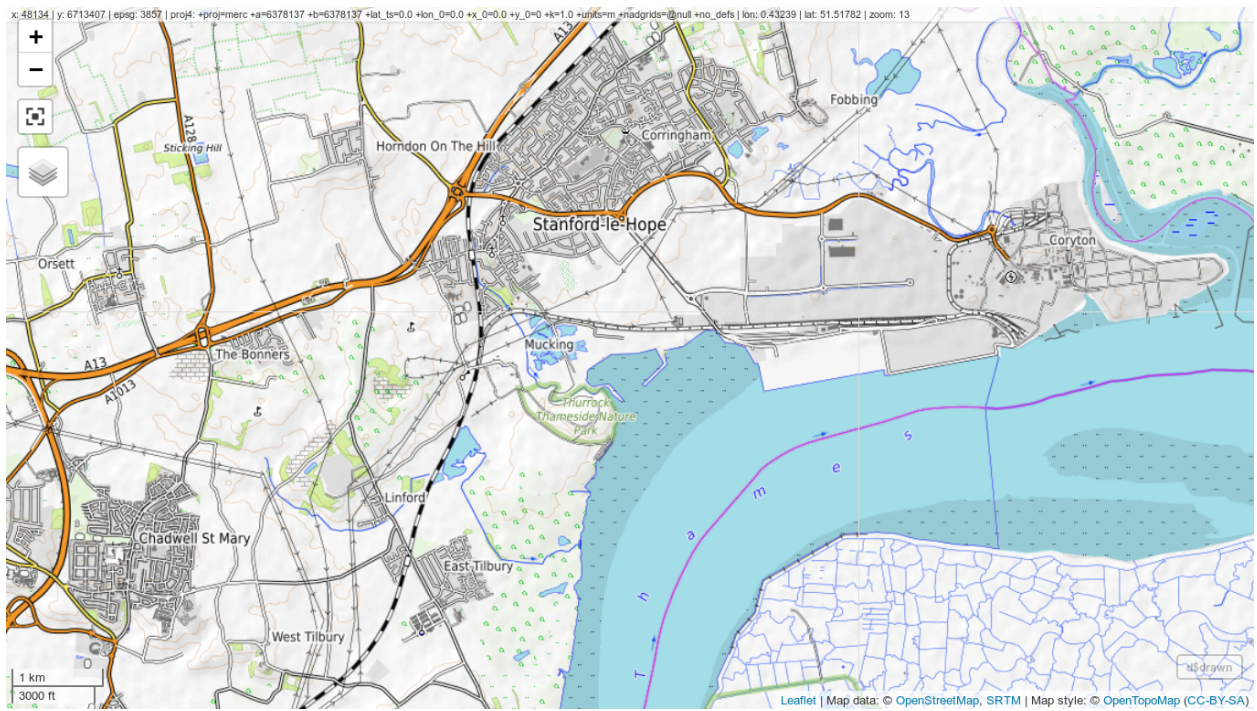 x: 48134 | y: 6713407 | epsg: 3857 | proj4: +proj=merc +a=6378137 +b=6378137 +lat_ts=0.0 +lon_0=0.0 +x_0=0.0 +y_0=0 +k=1.0 +units=m +nadgrids=@null +no_defs | lon: 0.43239 | lat: 51.51782 | zoom: 13
+
−
A13
Fobbing
A128
Sticking Hill
Corringham
Horndon On The Hill
Stanford-le-Hope
Coryton
Orsett
Mucking
The Bonners
A13
A1013
Thurrock
Thameside Nature
Park
Linford
Chadwell St Mary
East Tilbury
West Tilbury
Thames
1 km
3000 ft
d$drawn
Leaflet | Map data: © OpenStreetMap, SRTM | Map style: © OpenTopoMap (CC-BY-SA)